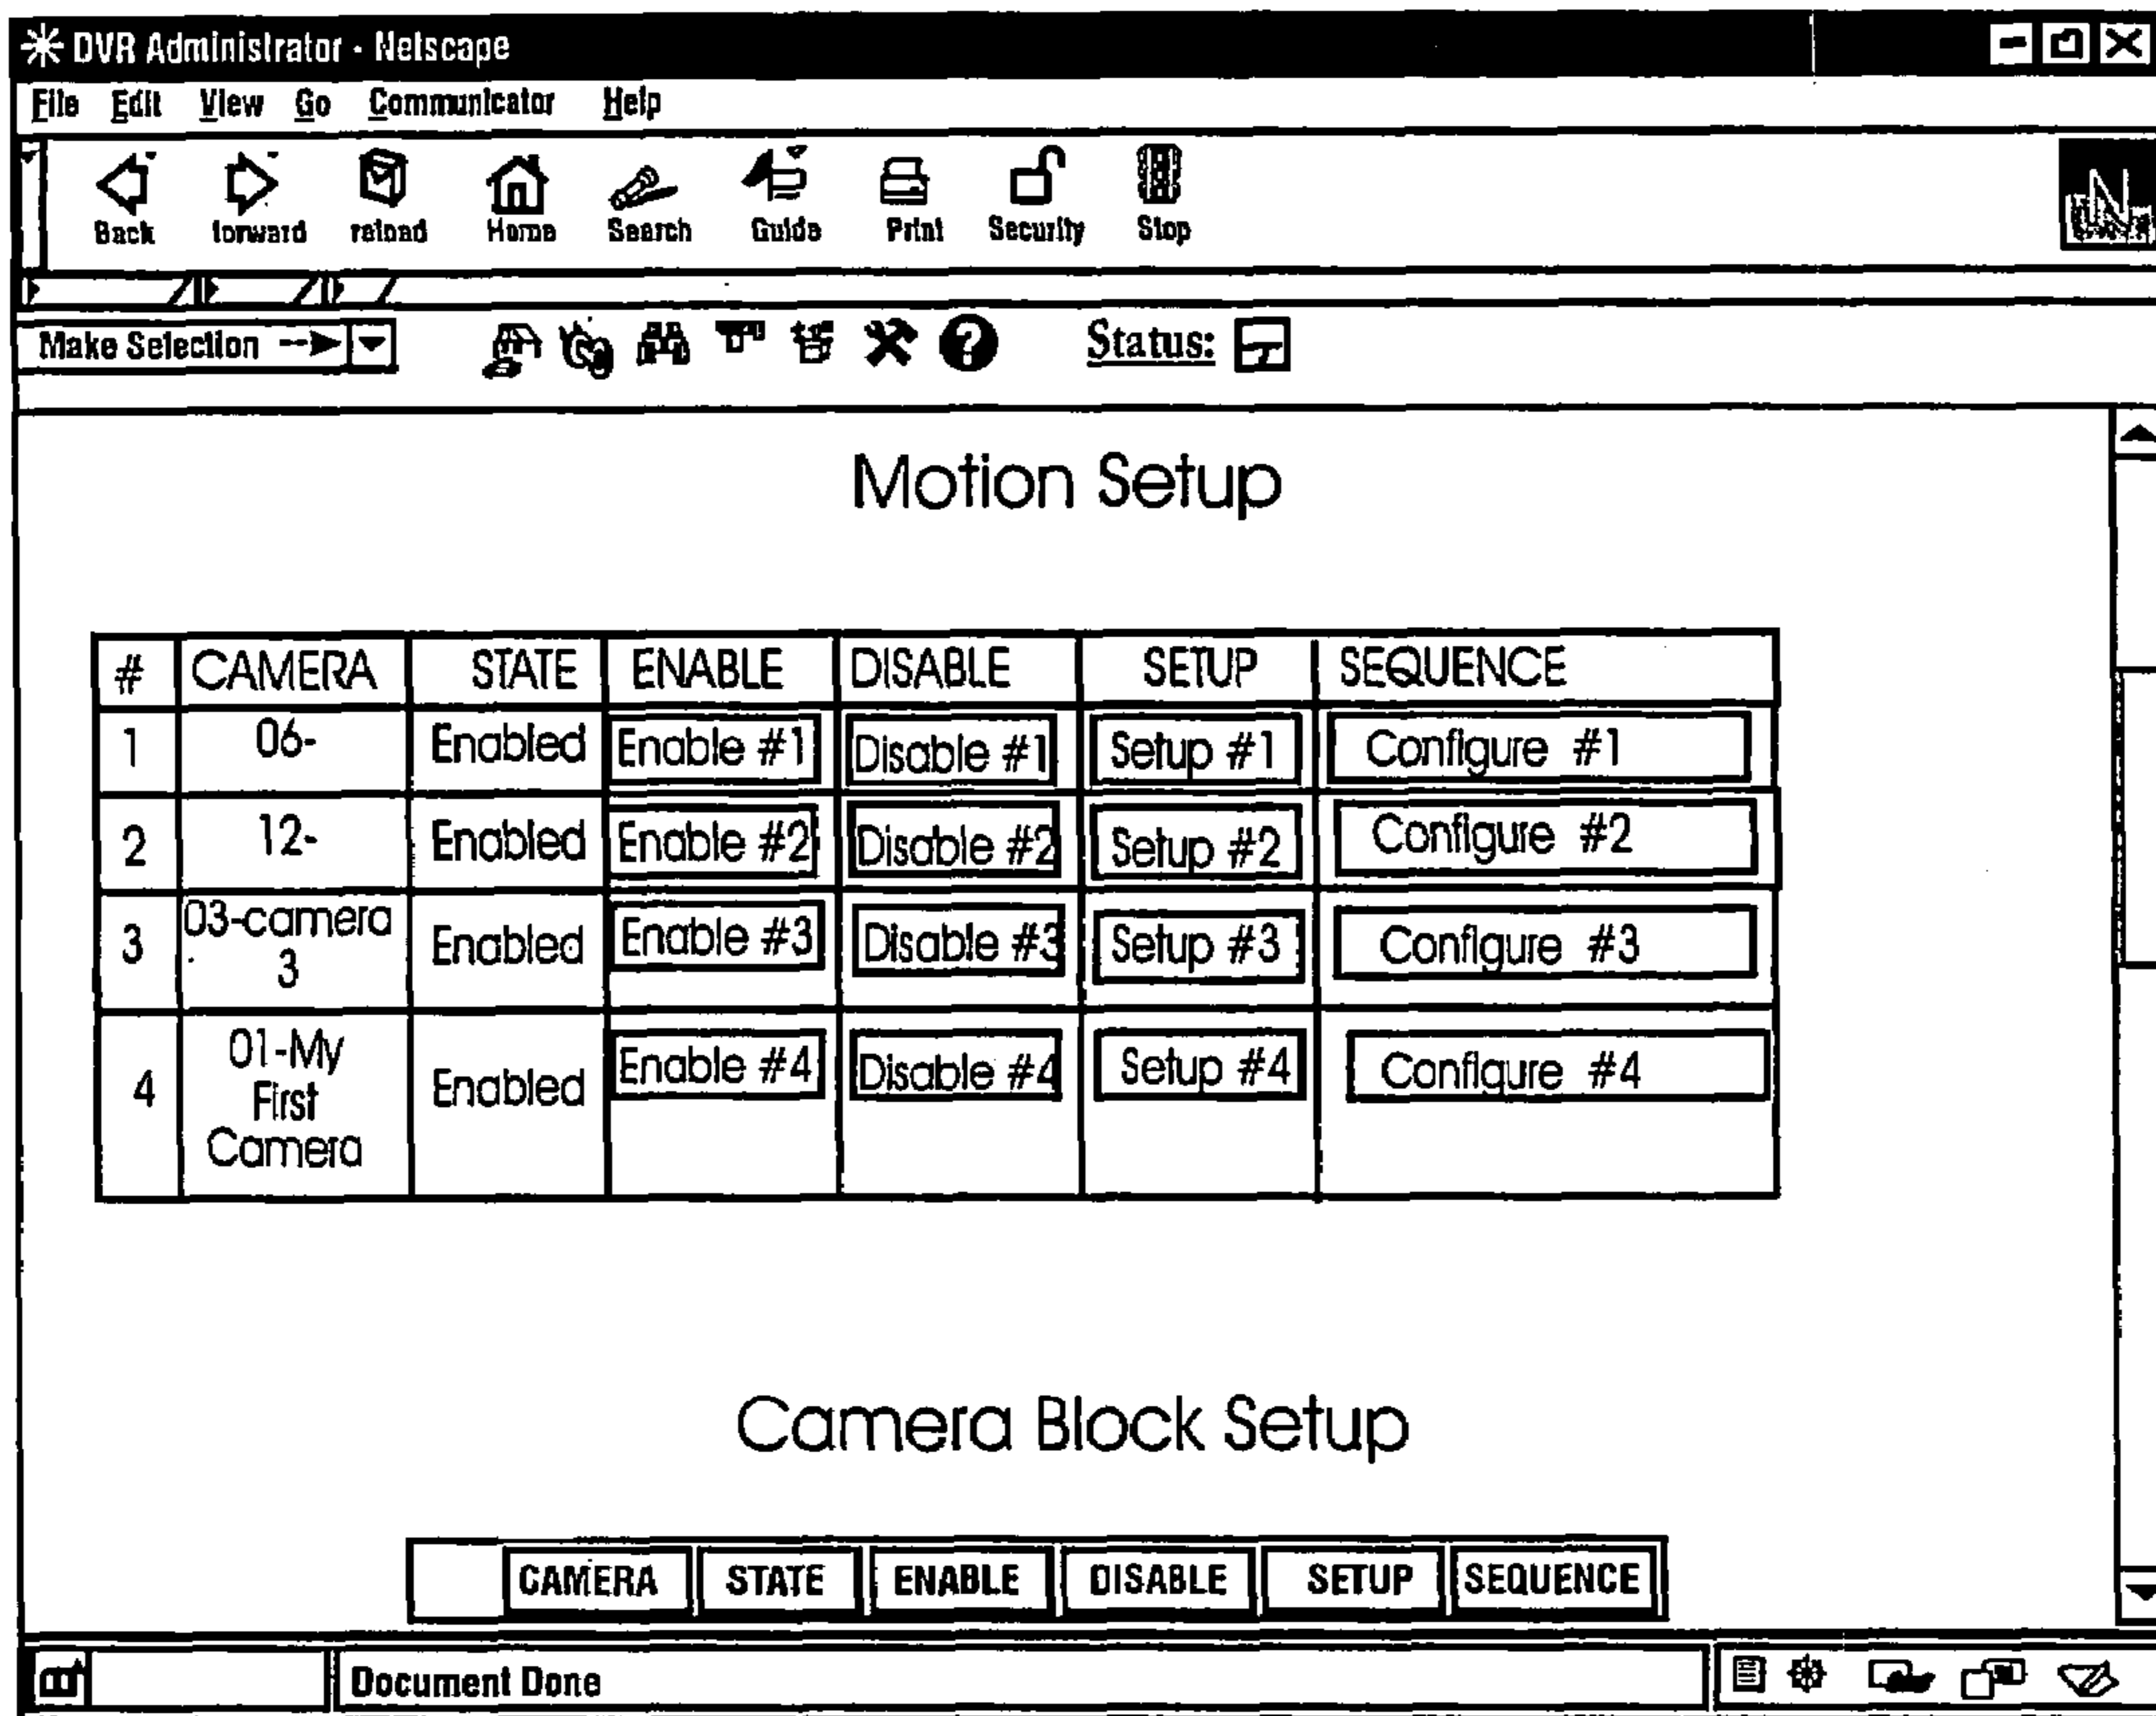 DVR Administrator - Netscape
File Edit View Go Communicator Help
Back forward reload Home Search Guide Print Security Stop
N
Make Selection --> Status:
Motion Setup
# CAMERA STATE ENABLE DISABLE SETUP SEQUENCE
1 06- Enabled Enable #1 Disable #1 Setup #1 Configure #1
2 12- Enabled Enable #2 Disable #2 Setup #2 Configure #2
3 03-camera 3 Enabled Enable #3 Disable #3 Setup #3 Configure #3
4 01-My First Camera Enabled Enable #4 Disable #4 Setup #4 Configure #4
Camera Block Setup
CAMERA STATE ENABLE DISABLE SETUP SEQUENCE
Document Done